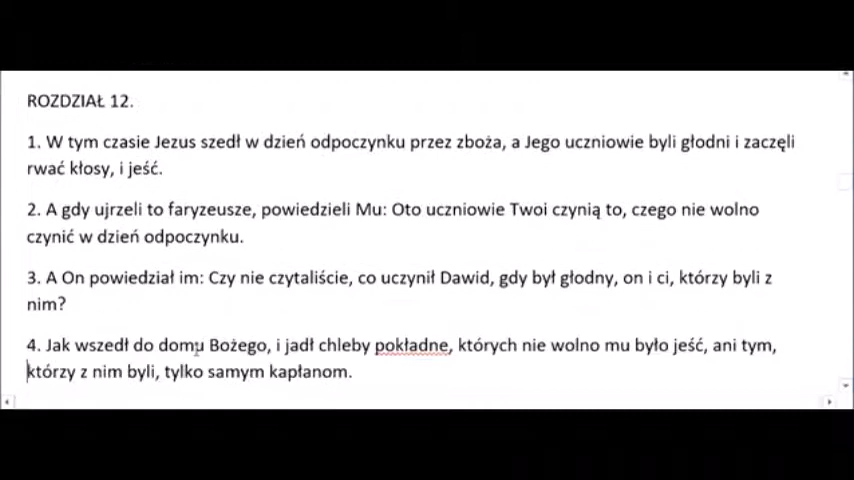 ROZDZIAŁ 12.
1. W tym czasie Jezus szedł w dzień odpoczynku przez zboża, a Jego uczniowie byli głodni i zaczęli
rwać kłosy, i jeść.
2. A gdy ujrzeli to faryzeusze, powiedzieli Mu: Oto uczniowie Twoi czynią to, czego nie wolno
czynić w dzień odpoczynku.
3. A On powiedział im: Czy nie czytaliście, co uczynił Dawid, gdy był głodny, on i ci, którzy byli z
nim?
4. Jak wszedł do domu Bożego, i jadł chleby pokładne, których nie wolno mu było jeść, ani tym,
którzy z nim byli, tylko samym kapłanom.